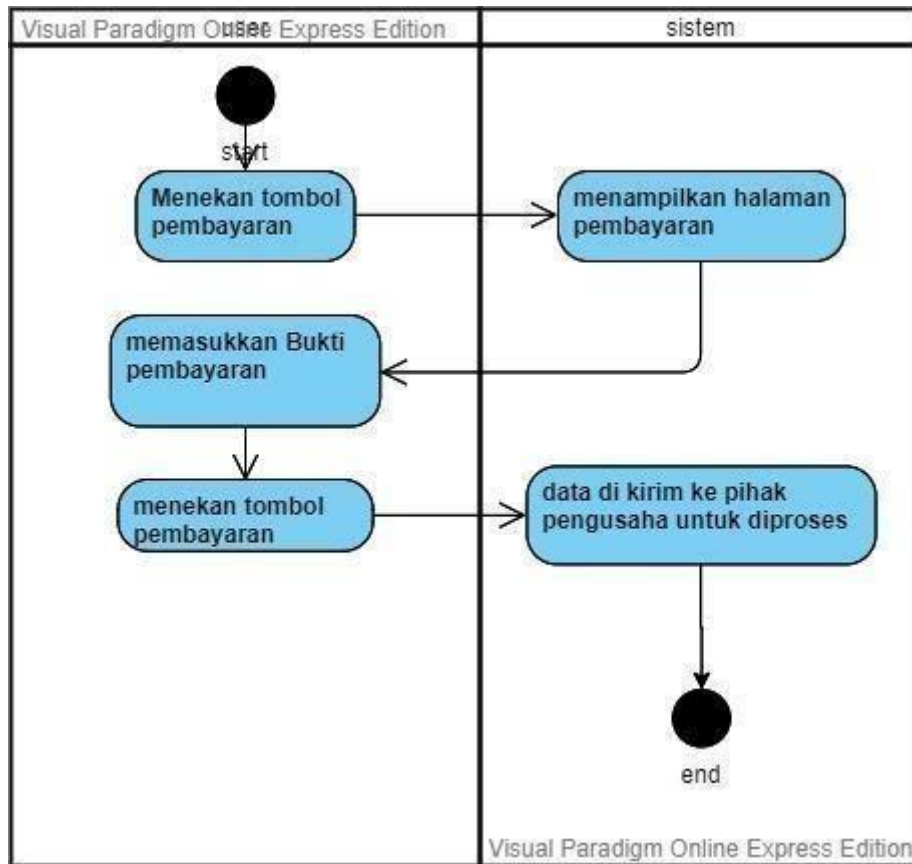 Visual Paradigm Online Express Edition
user
sistem
start
Menekan tombol
pembayaran
menampilkan halaman
pembayaran
memasukkan Bukti
pembayaran
menekan tombol
pembayaran
data di kirim ke pihak
pengusaha untuk diproses
end
Visual Paradigm Online Express Edition